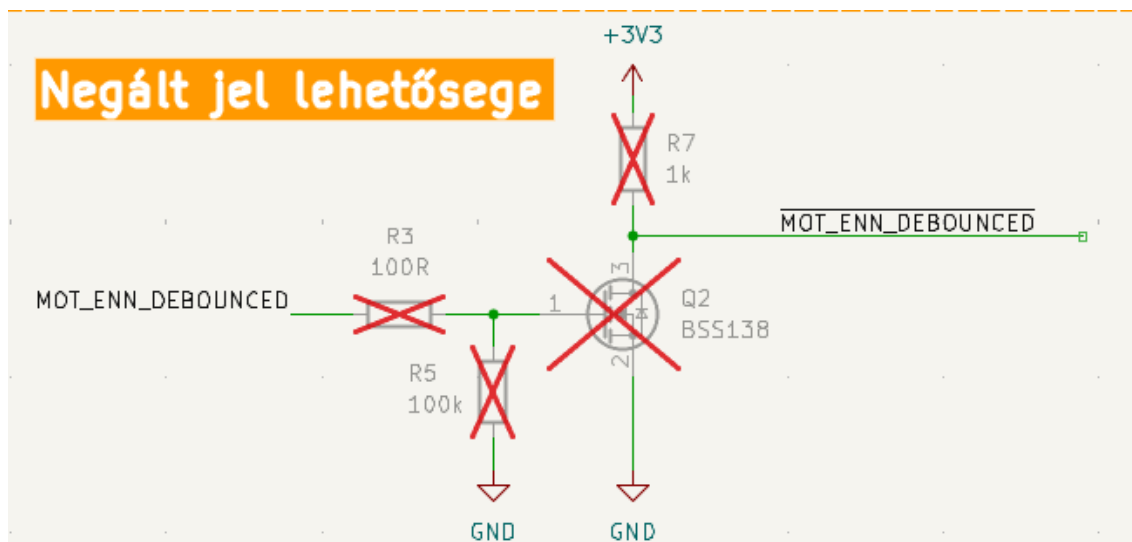 +3V3
Negált jel lehetősege
R7
1k
MOT_ENN_DEBOUNCED
R3
100R
MOT_ENN_DEBOUNCED
3
1
Q2
BSS138
2
R5
100k
GND
GND